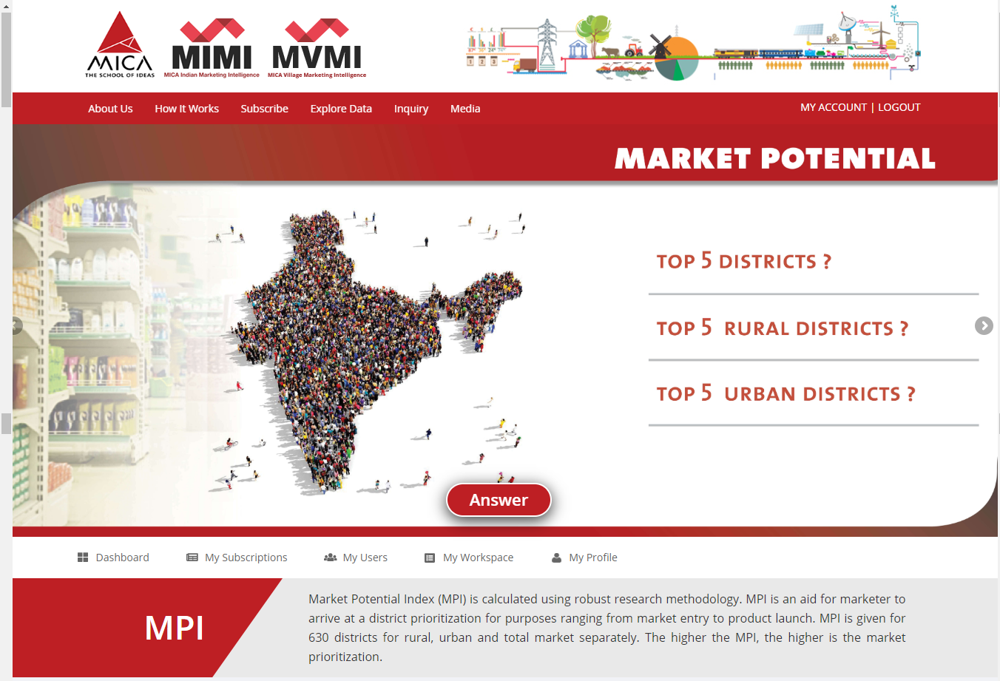 MICA
THE SCHOOL OF IDEAS
MIMI
MICA Indian Marketing Intelligence
MVMI
MICA Village Marketing Intelligence
About Us
How It Works
Subscribe
Explore Data
Inquiry
Media
MY ACCOUNT | LOGOUT
MARKET POTENTIAL
TOP 5 DISTRICTS ?
TOP 5 RURAL DISTRICTS ?
TOP 5 URBAN DISTRICTS ?
Answer
Dashboard
My Subscriptions
My Users
My Workspace
My Profile
MPI
Market Potential Index (MPI) is calculated using robust research methodology. MPI is an aid for marketer to
arrive at a district prioritization for purposes ranging from market entry to product launch. MPI is given for
630 districts for rural, urban and total market separately. The higher the MPI, the higher is the market
prioritization.